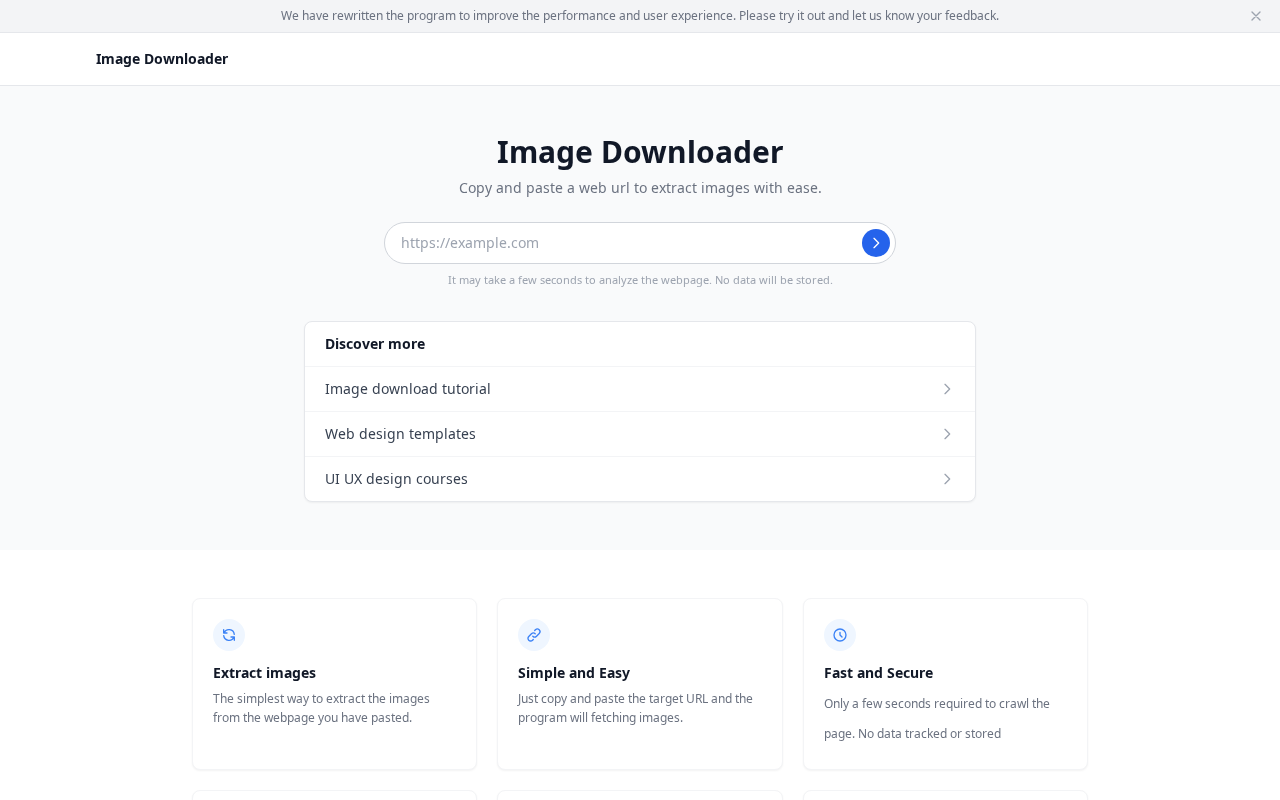 We have rewritten the program to improve the performance and user experience. Please try it out and let us know your feedback.
Image Downloader
Image Downloader
Copy and paste a web url to extract images with ease.
https://example.com
It may take a few seconds to analyze the webpage. No data will be stored.
Discover more
Image download tutorial
Web design templates
UI UX design courses
Extract images
The simplest way to extract the images
from the webpage you have pasted.
Simple and Easy
Just copy and paste the target URL and the
program will fetching images.
Fast and Secure
Only a few seconds required to crawl the
page. No data tracked or stored